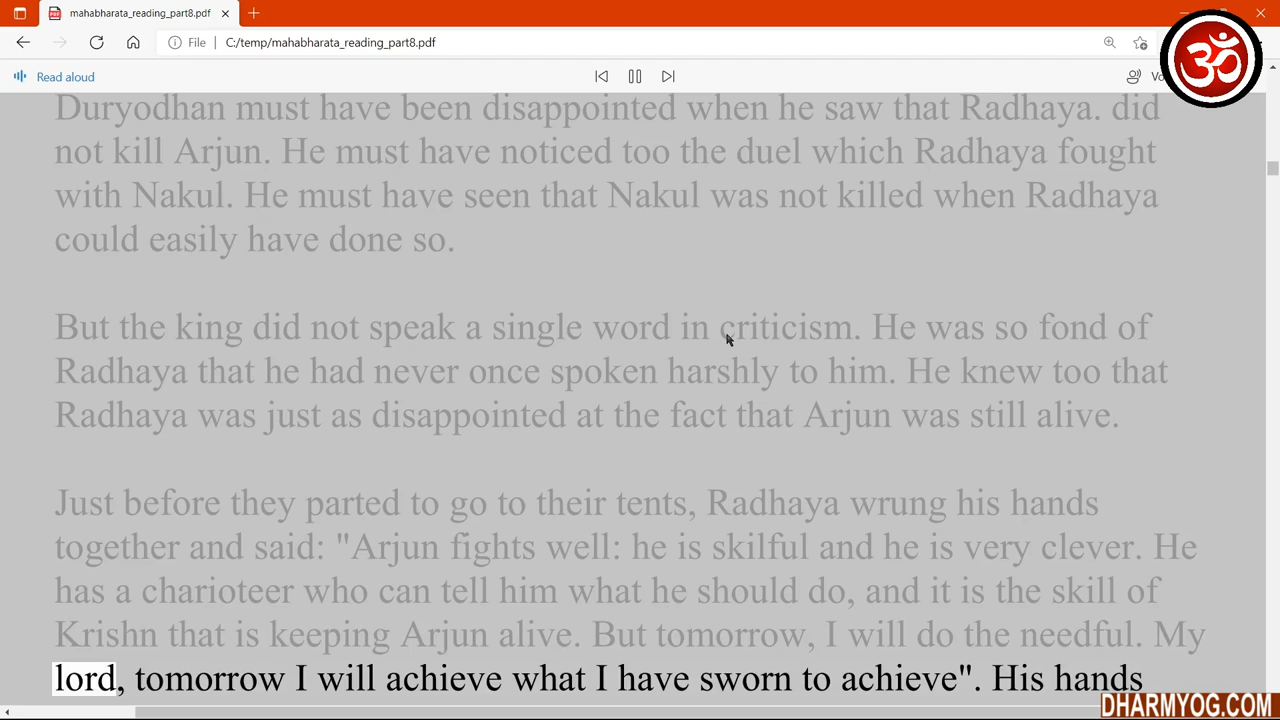 mahabharata_reading_part8.pdf
File C:/temp/mahabharata_reading_part8.pdf
Read aloud
ॐ
Duryodhan must have been disappointed when he saw that Radhaya. did
not kill Arjun. He must have noticed too the duel which Radhaya fought
with Nakul. He must have seen that Nakul was not killed when Radhaya
could easily have done so.
But the king did not speak a single word in criticism. He was so fond of
Radhaya that he had never once spoken harshly to him. He knew too that
Radhaya was just as disappointed at the fact that Arjun was still alive.
Just before they parted to go to their tents, Radhaya wrung his hands
together and said: "Arjun fights well: he is skilful and he is very clever. He
has a charioteer who can tell him what he should do, and it is the skill of
Krishn that is keeping Arjun alive. But tomorrow, I will do the needful. My
lord, tomorrow I will achieve what I have sworn to achieve". His hands
DHARMYOG.COM